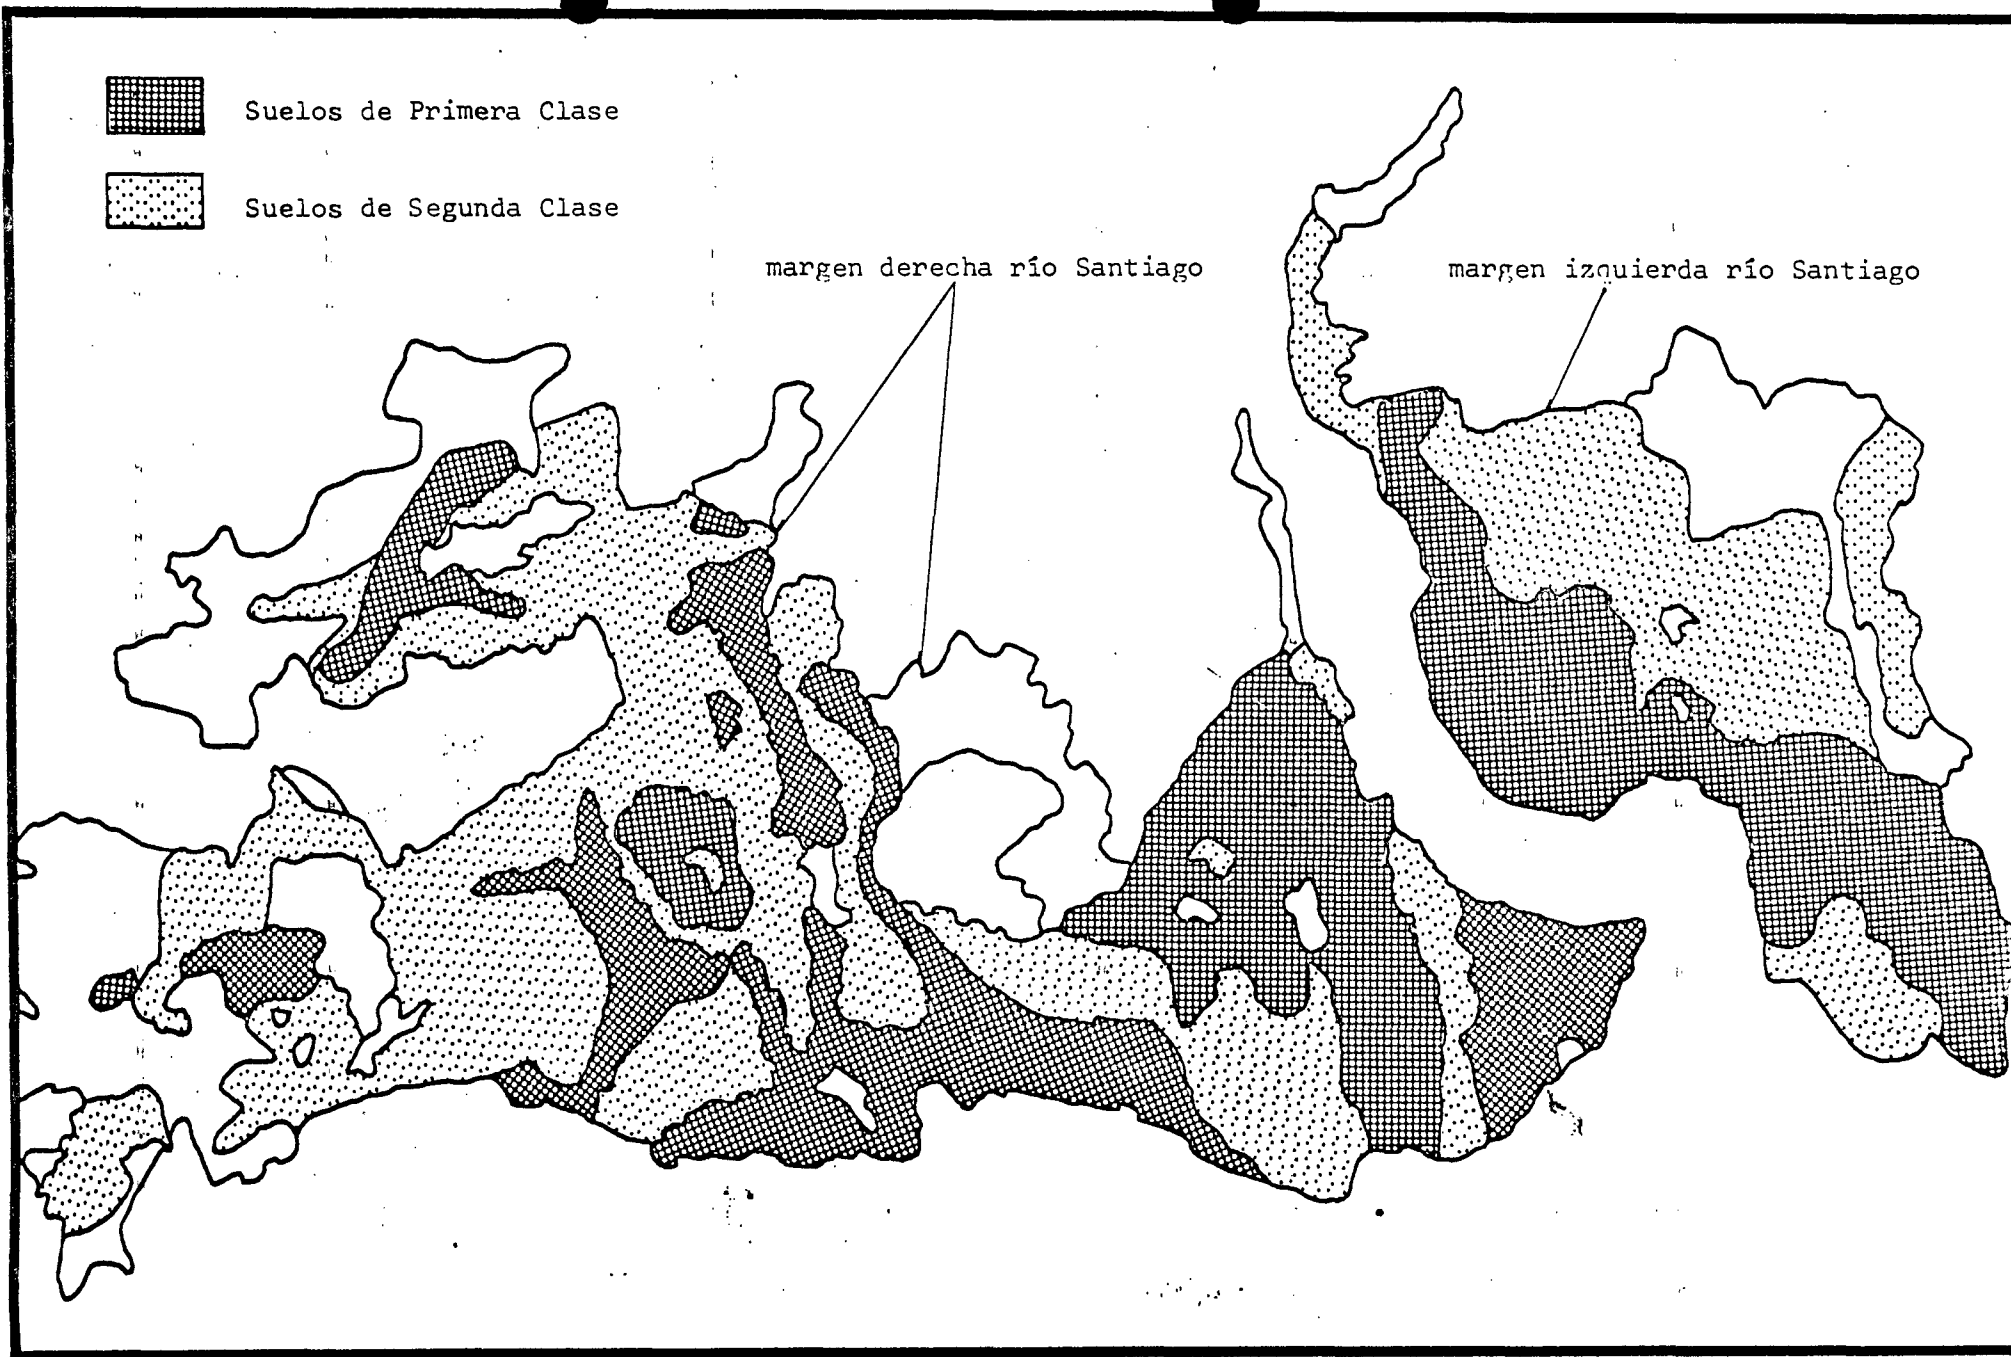 Suelos de Primera Clase
Suelos de Segunda Clase
margen derecha río Santiago
margen izquierda río Santiago